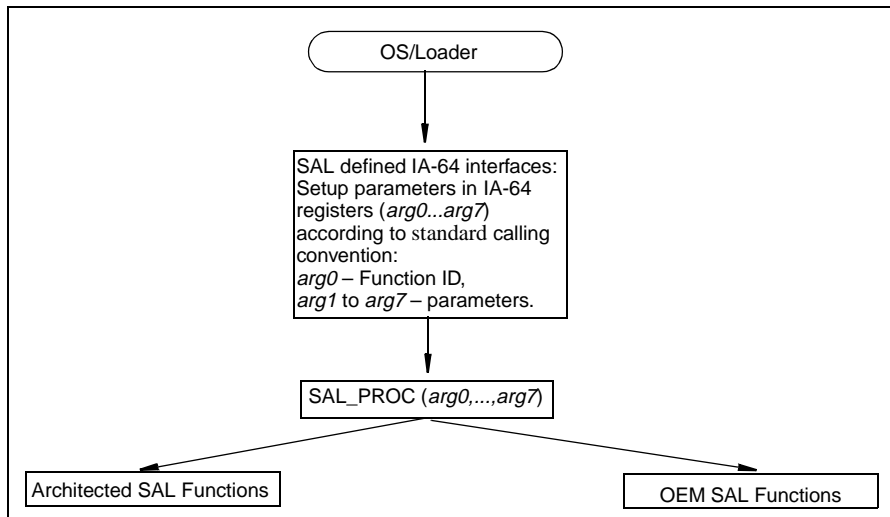 OS/Loader
SAL defined IA-64 interfaces:
Setup parameters in IA-64
registers (arg0...arg7)
according to standard calling
convention:
arg0 – Function ID,
arg1 to arg7 – parameters.
SAL_PROC (arg0,...,arg7)
Architected SAL Functions
OEM SAL Functions